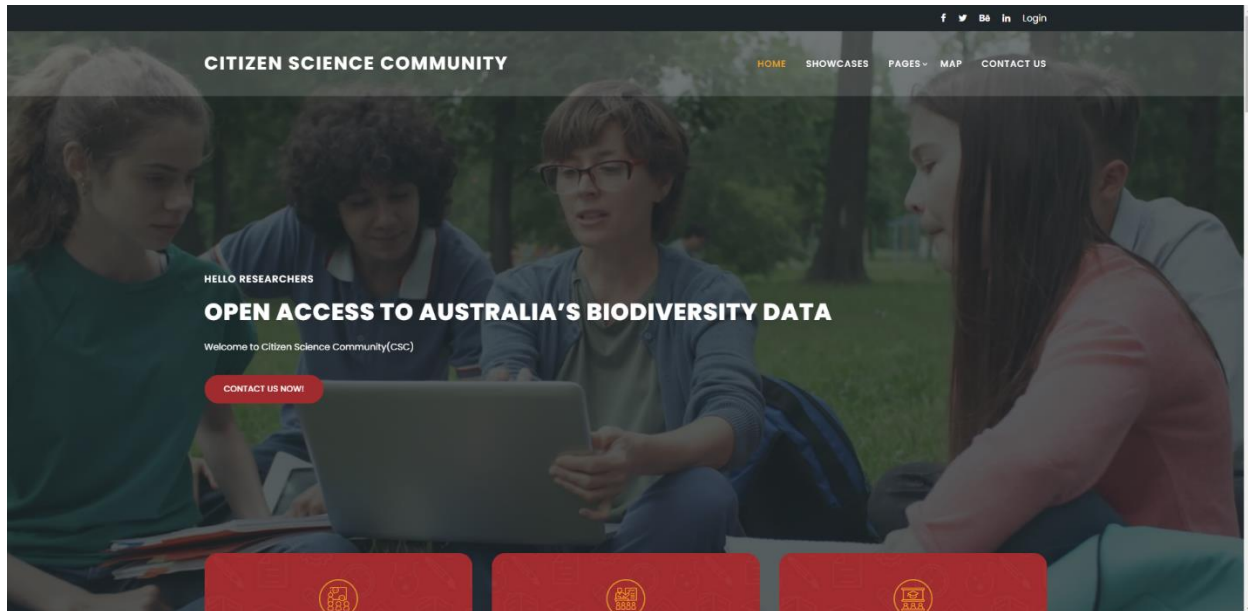 f Bē in Login
CITIZEN SCIENCE COMMUNITY
HOME SHOWCASES PAGES MAP CONTACT US
HELLO RESEARCHERS
OPEN ACCESS TO AUSTRALIA'S BIODIVERSITY DATA
Welcome to Citizen Science Community(CSC)
CONTACT US NOW!